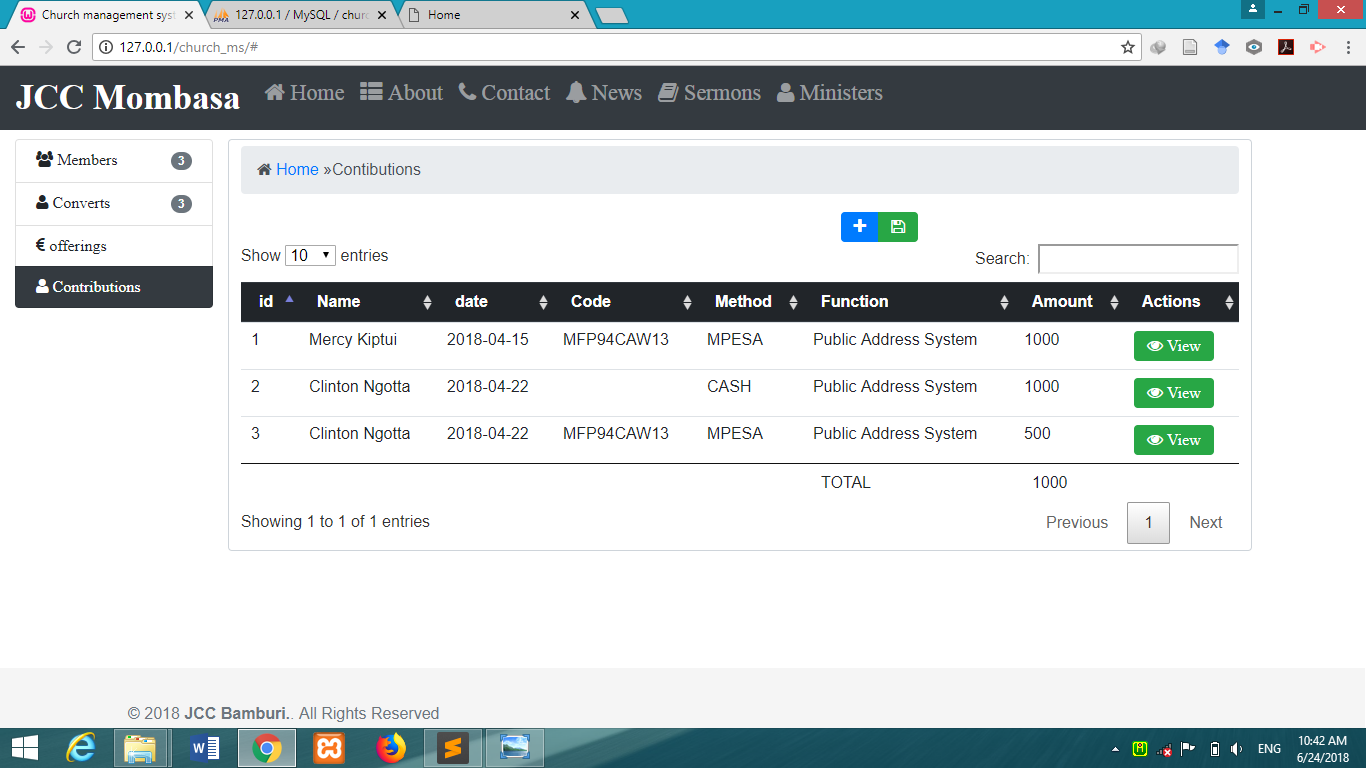 Church management syst
127.0.0.1 / MySQL / churc
Home
127.0.0.1/church_ms/#
JCC Mombasa Home About Contact News Sermons Ministers
Members 3
Converts 3
€ offerings
Contributions
Home »Contibutions
Show 10 entries
Search:
id Name date Code Method Function Amount Actions
1 Mercy Kiptui 2018-04-15 MFP94CAW13 MPESA Public Address System 1000 View
2 Clinton Ngotta 2018-04-22 CASH Public Address System 1000 View
3 Clinton Ngotta 2018-04-22 MFP94CAW13 MPESA Public Address System 500 View
TOTAL 1000
Showing 1 to 1 of 1 entries
Previous 1 Next
© 2018 JCC Bamburi.. All Rights Reserved
ENG
10:42 AM
6/24/2018